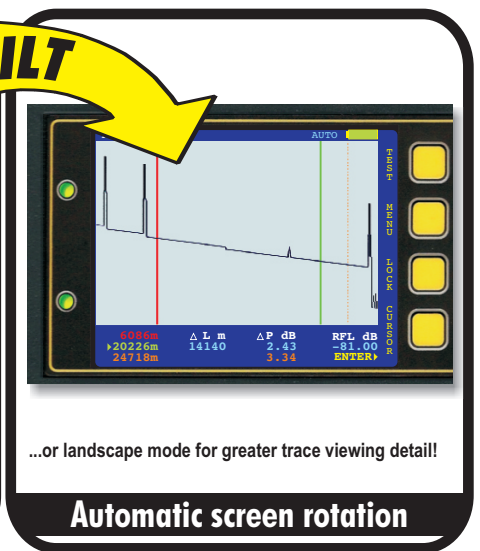 ILT
AUTO
TEST
MENU
LOCK
CURSOR
6086m Δ L m Δ P dB RFL dB
▸20226m 14140 2.43 -81.00
24718m 3.34 ENTER▸
...or landscape mode for greater trace viewing detail!
Automatic screen rotation